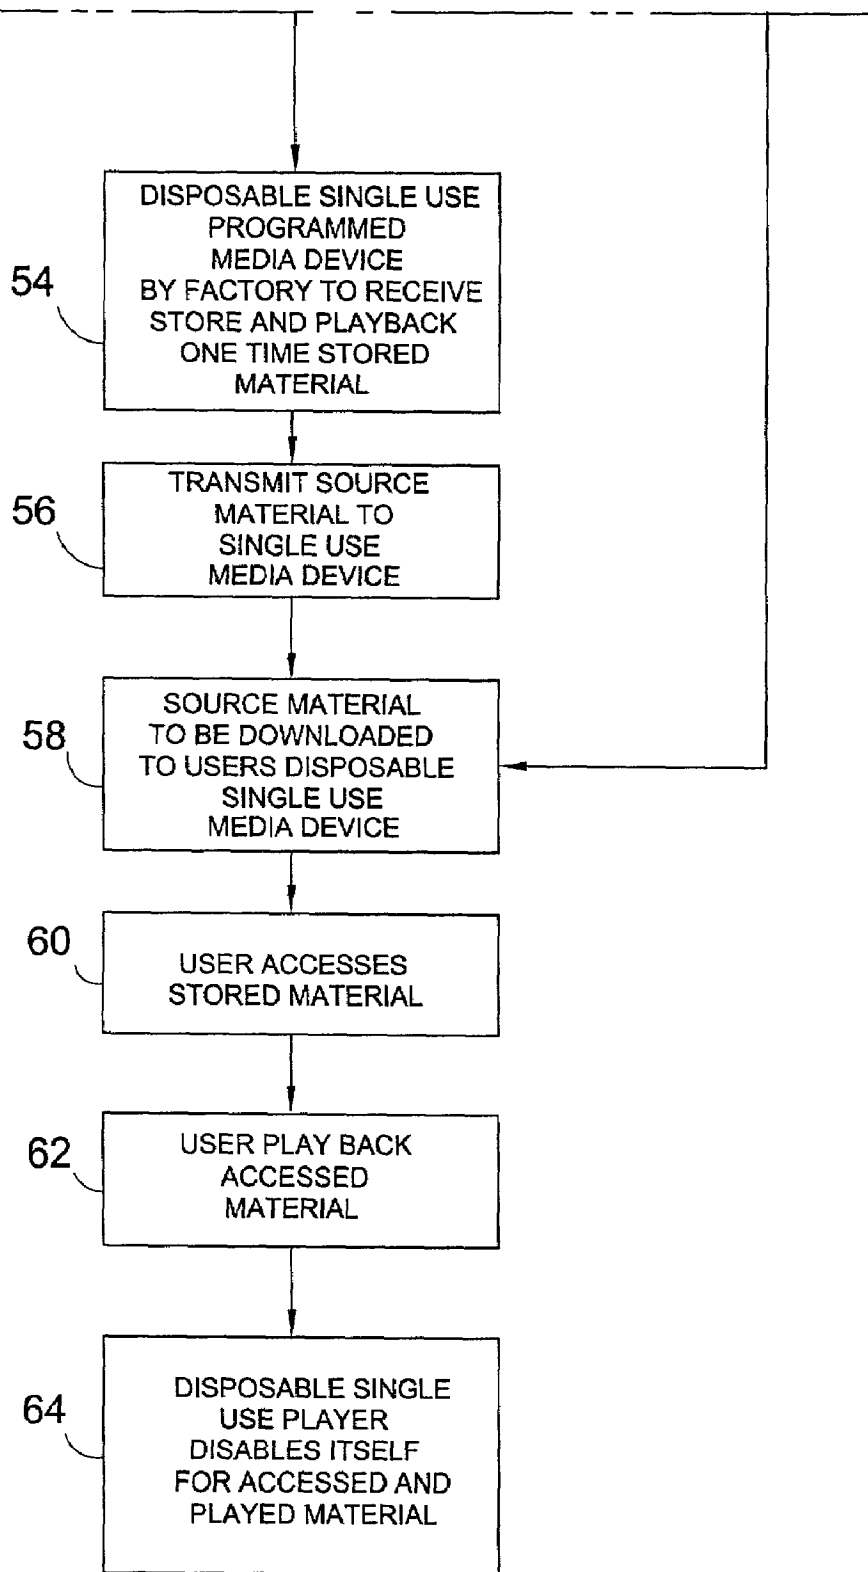 54
DISPOSABLE SINGLE USE
PROGRAMMED
MEDIA DEVICE
BY FACTORY TO RECEIVE
STORE AND PLAYBACK
ONE TIME STORED
MATERIAL
56
TRANSMIT SOURCE
MATERIAL TO
SINGLE USE
MEDIA DEVICE
58
SOURCE MATERIAL
TO BE DOWNLOADED
TO USERS DISPOSABLE
SINGLE USE
MEDIA DEVICE
60
USER ACCESSES
STORED MATERIAL
62
USER PLAY BACK
ACCESSED
MATERIAL
64
DISPOSABLE SINGLE
USE PLAYER
DISABLES ITSELF
FOR ACCESSED AND
PLAYED MATERIAL